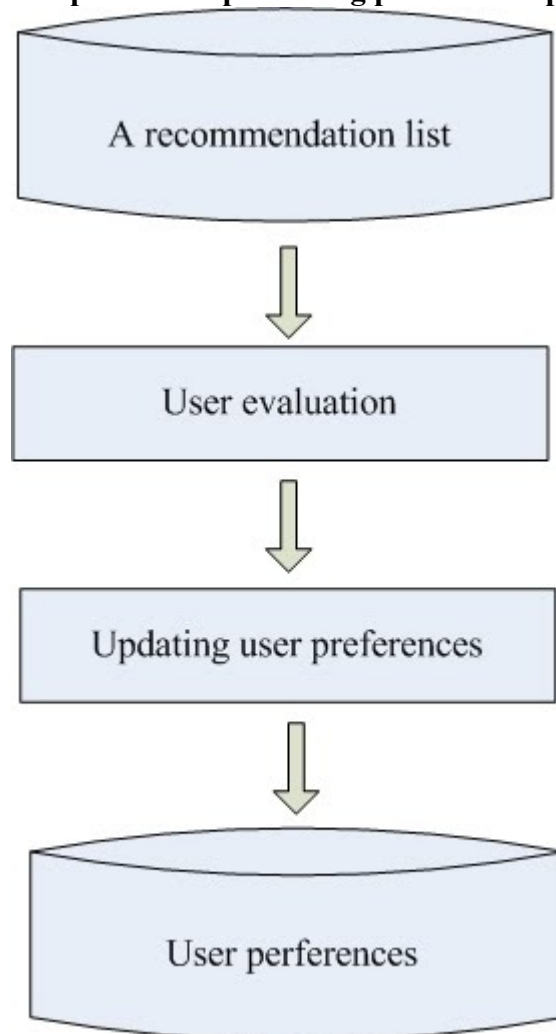 A recommendation list
User evaluation
Updating user preferences
User perferences